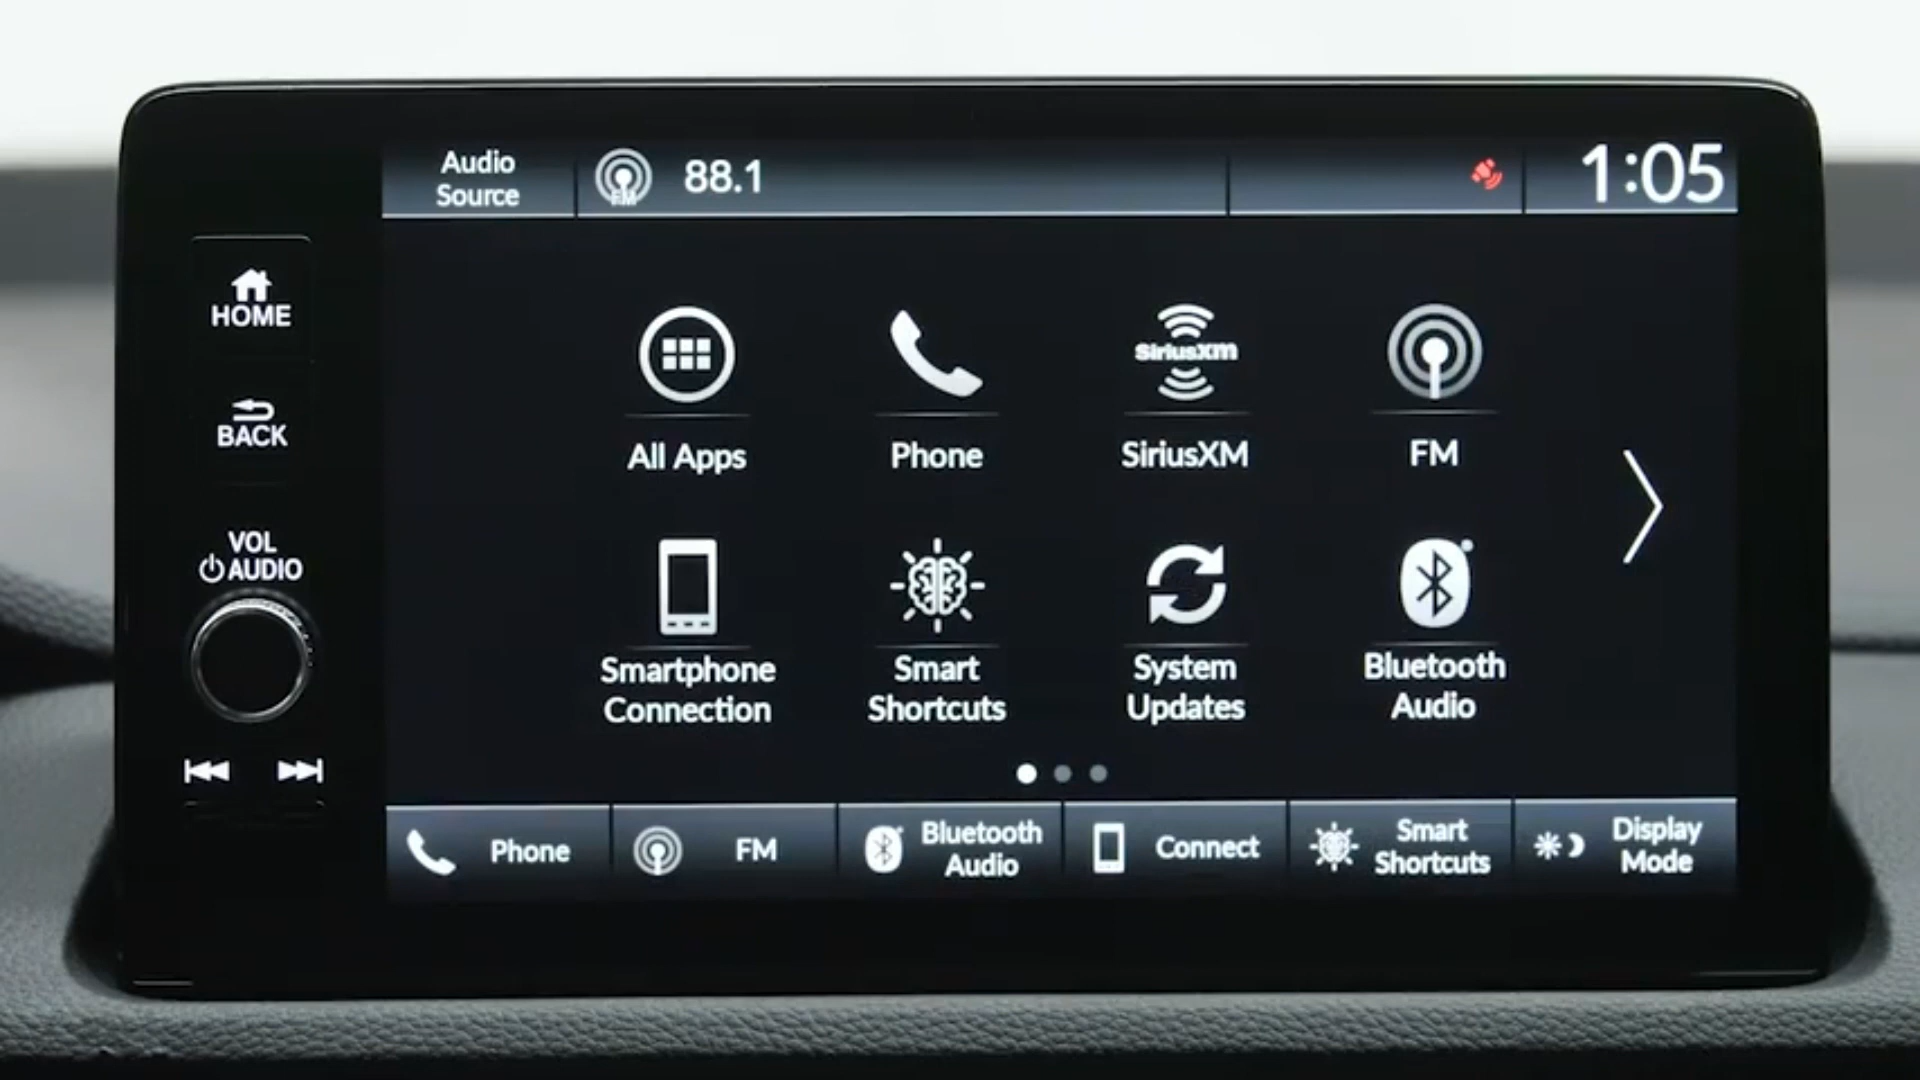 Audio
Source
FM
88.1
1:05
HOME
BACK
VOL
AUDIO
SiriusXM
All Apps
Phone
SiriusXM
FM
Smartphone
Connection
Smart
Shortcuts
System
Updates
Bluetooth
Audio
Phone
FM
Bluetooth
Audio
Connect
Smart
Shortcuts
Display
Mode